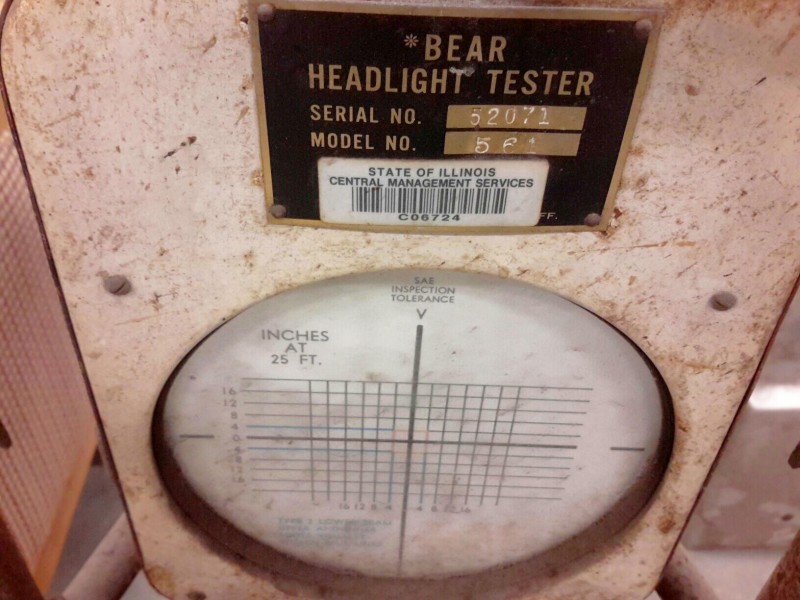 *BEAR
HEADLIGHT TESTER
SERIAL NO. 52071
MODEL NO. 561
STATE OF ILLINOIS
CENTRAL MANAGEMENT SERVICES
C06724
FF.
SAE
INSPECTION
TOLERANCE
V
INCHES
AT
25 FT.
16
12
8
4
0
4
8
12
16
16 12 8 4 4 8 12 16